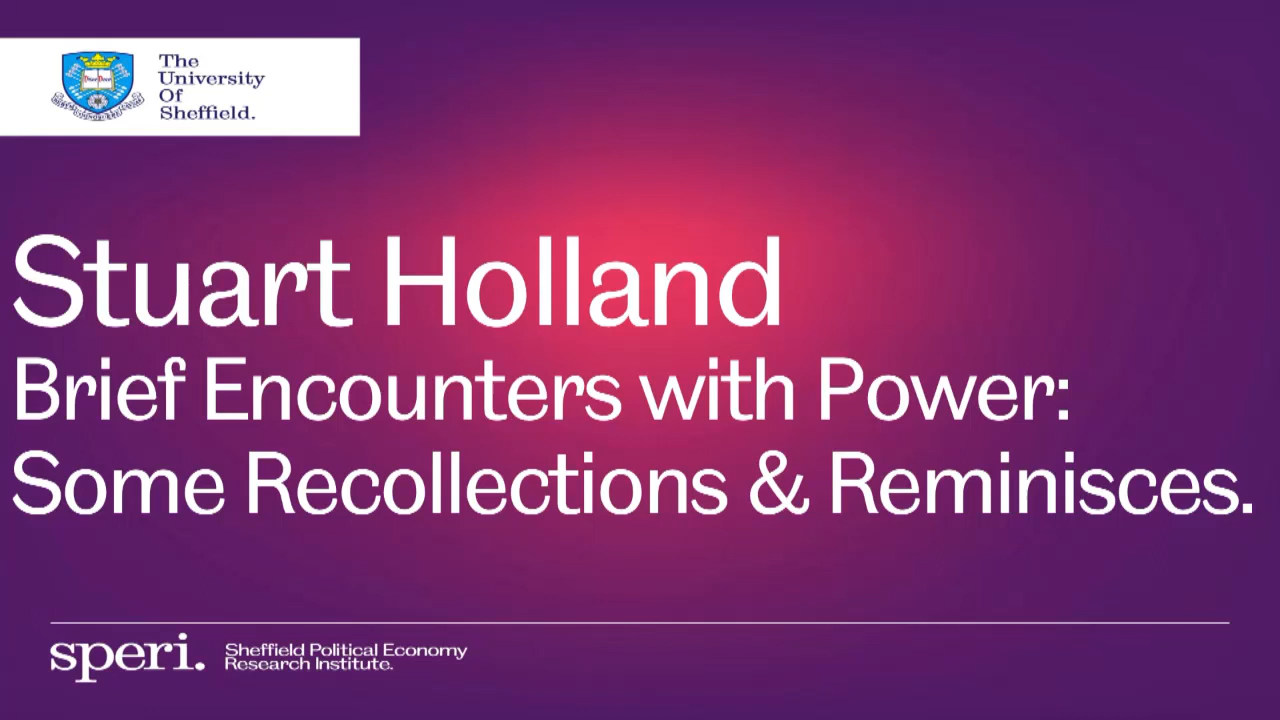 The
University
Of
Sheffield.
Stuart Holland
Brief Encounters with Power:
Some Recollections & Reminisces.
speri.
Sheffield Political Economy
Research Institute.